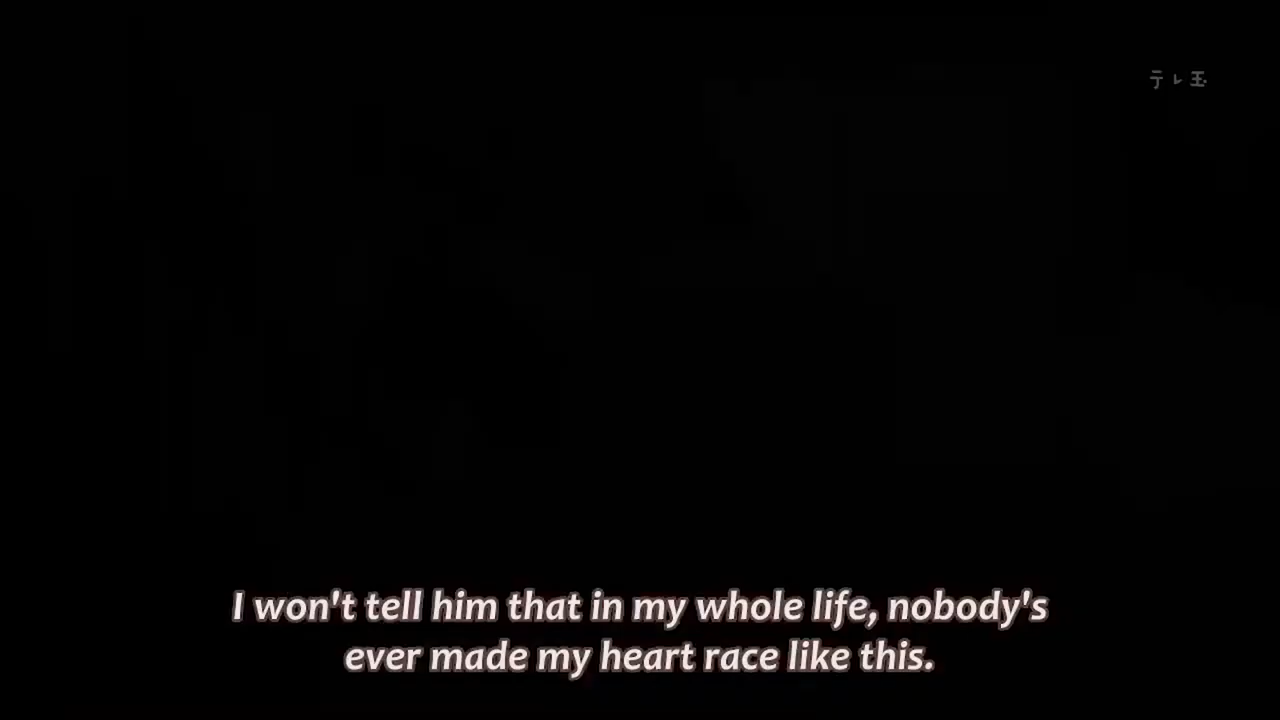 テレ玉
I won't tell him that in my whole life, nobody's
ever made my heart race like this.